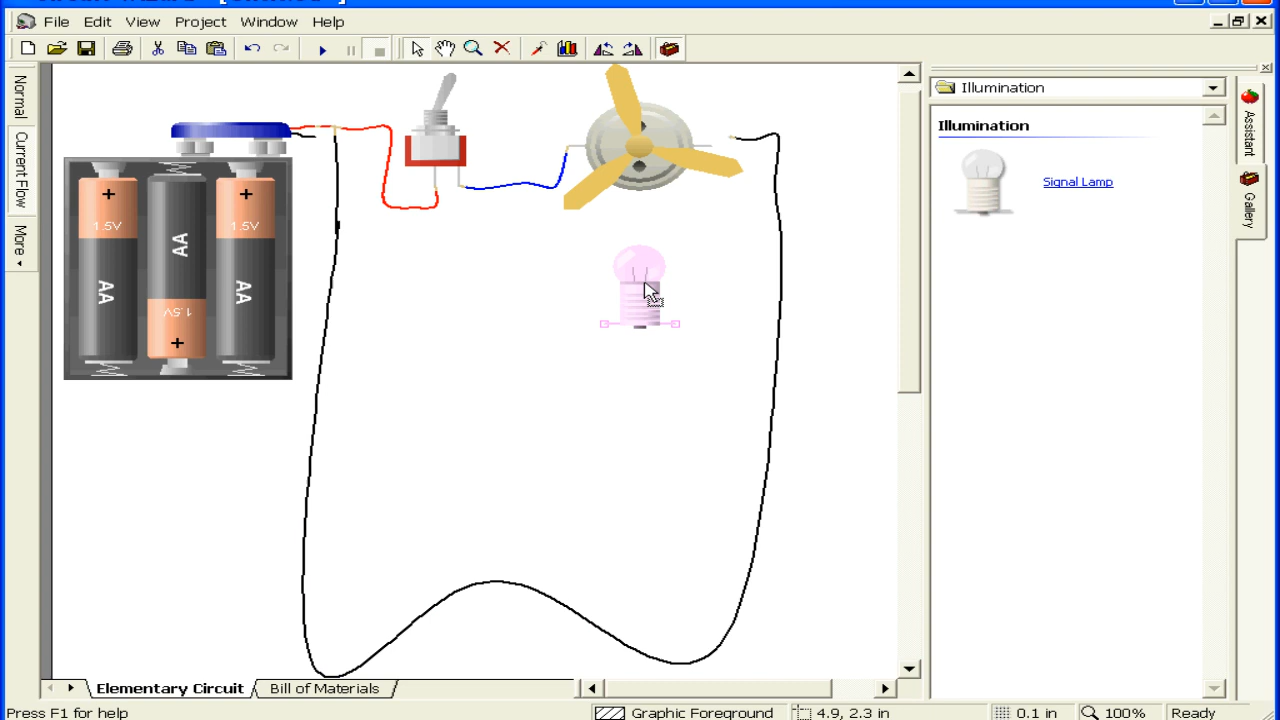 File Edit View Project Window Help
Normal
Current Flow
More
+
1.5V
AA
AA
1.5V
+
+
1.5V
AA
Illumination
Illumination
Signal Lamp
Assistant
Gallery
Elementary Circuit
Bill of Materials
Press F1 for help
Graphic Foreground
4.9, 2.3 in
0.1 in
100%
Ready